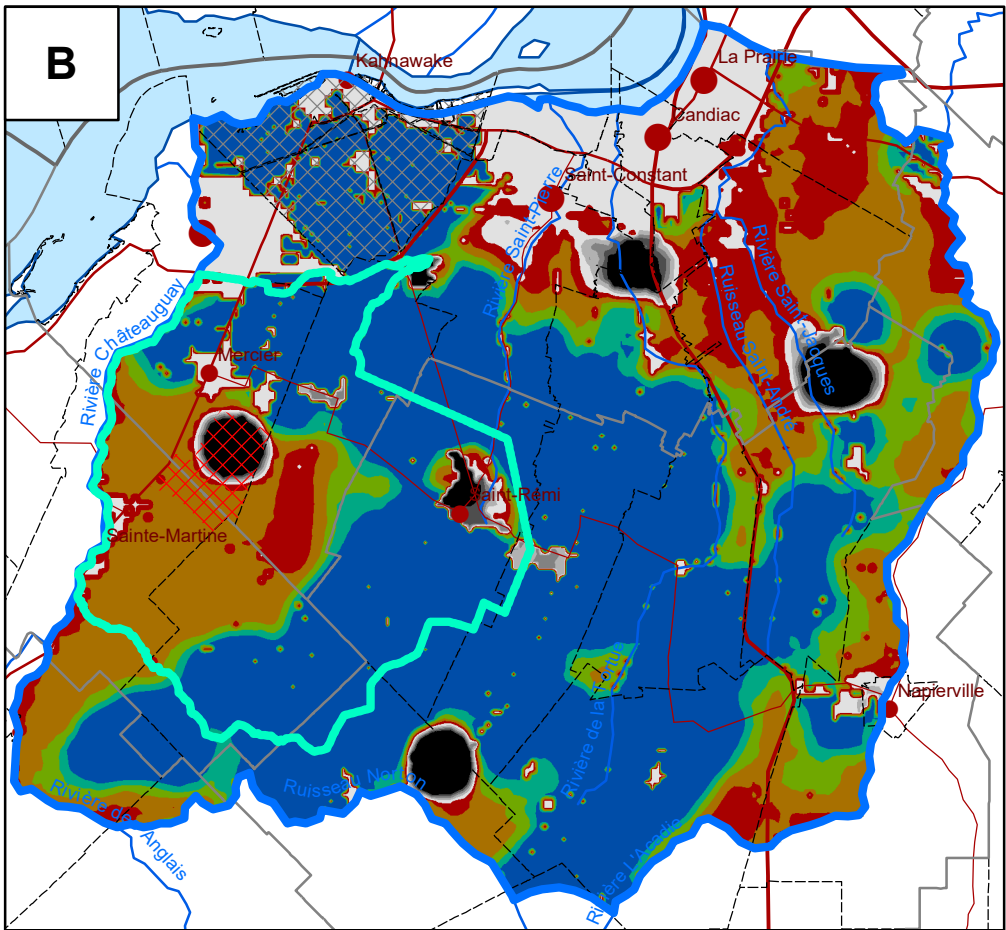 B
Kahnawake
La Prairie
Candiac
Saint-Constant
Rivière Saint-Pierre
Rivière Châteauguay
Rivière Saint-Jacques
Ruisseau Saint-André
Mercier
Saint-Rémi
Sainte-Martine
Napierville
Rivière de la Tortue
Ruisseau Norton
Rivière des Anglais
Rivière L'Acadie